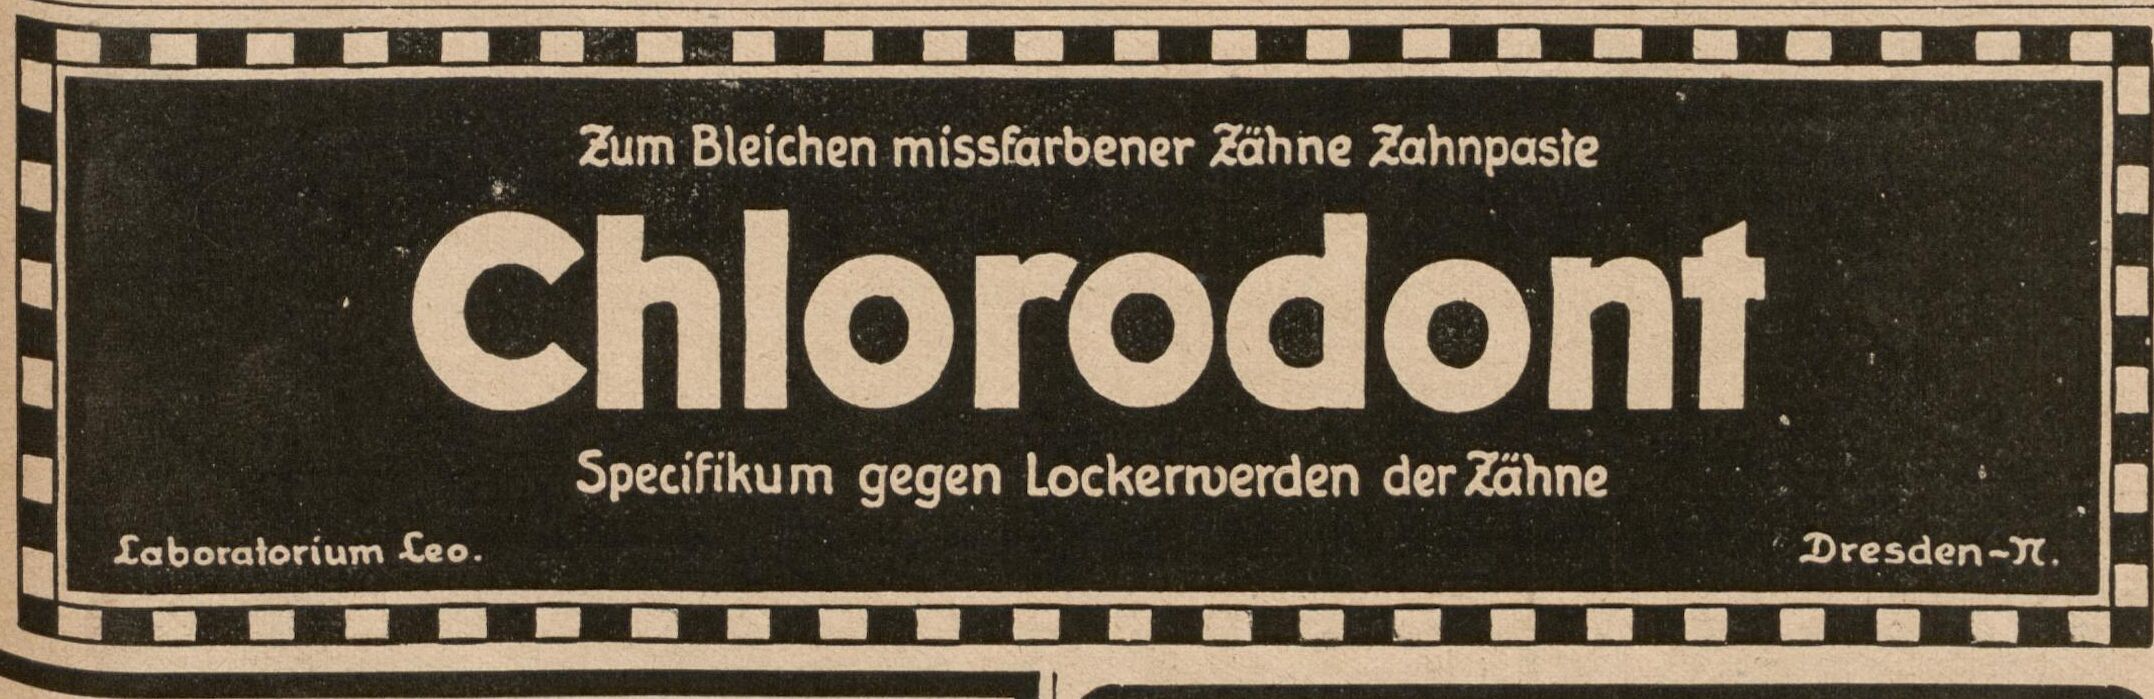 Zum Bleichen missfarbener Zähne Zahnpaste
Chlorodont
Specifikum gegen Lockerwerden der Zähne
Laboratorium Leo.
Dresden-N.